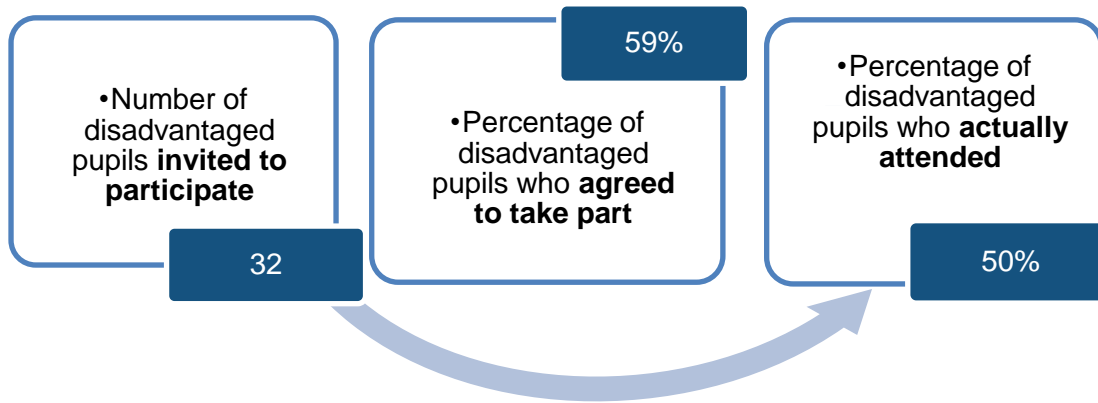 •Number of
disadvantaged
pupils invited to
participate
32
59%
•Percentage of
disadvantaged
pupils who agreed
to take part
•Percentage of
disadvantaged
pupils who actually
attended
50%